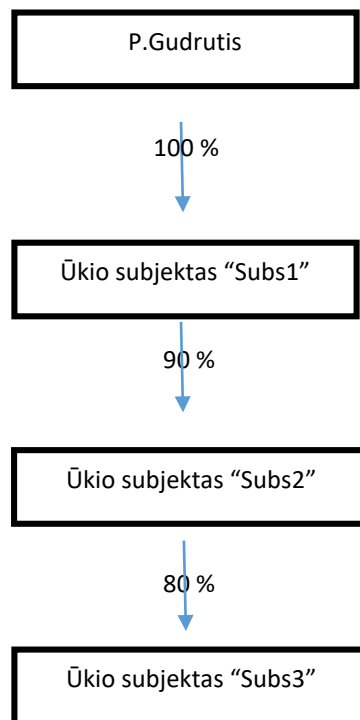 P.Gudrutis
100 %
Ūkio subjektas “Subs1”
90 %
Ūkio subjektas “Subs2”
80 %
Ūkio subjektas “Subs3”